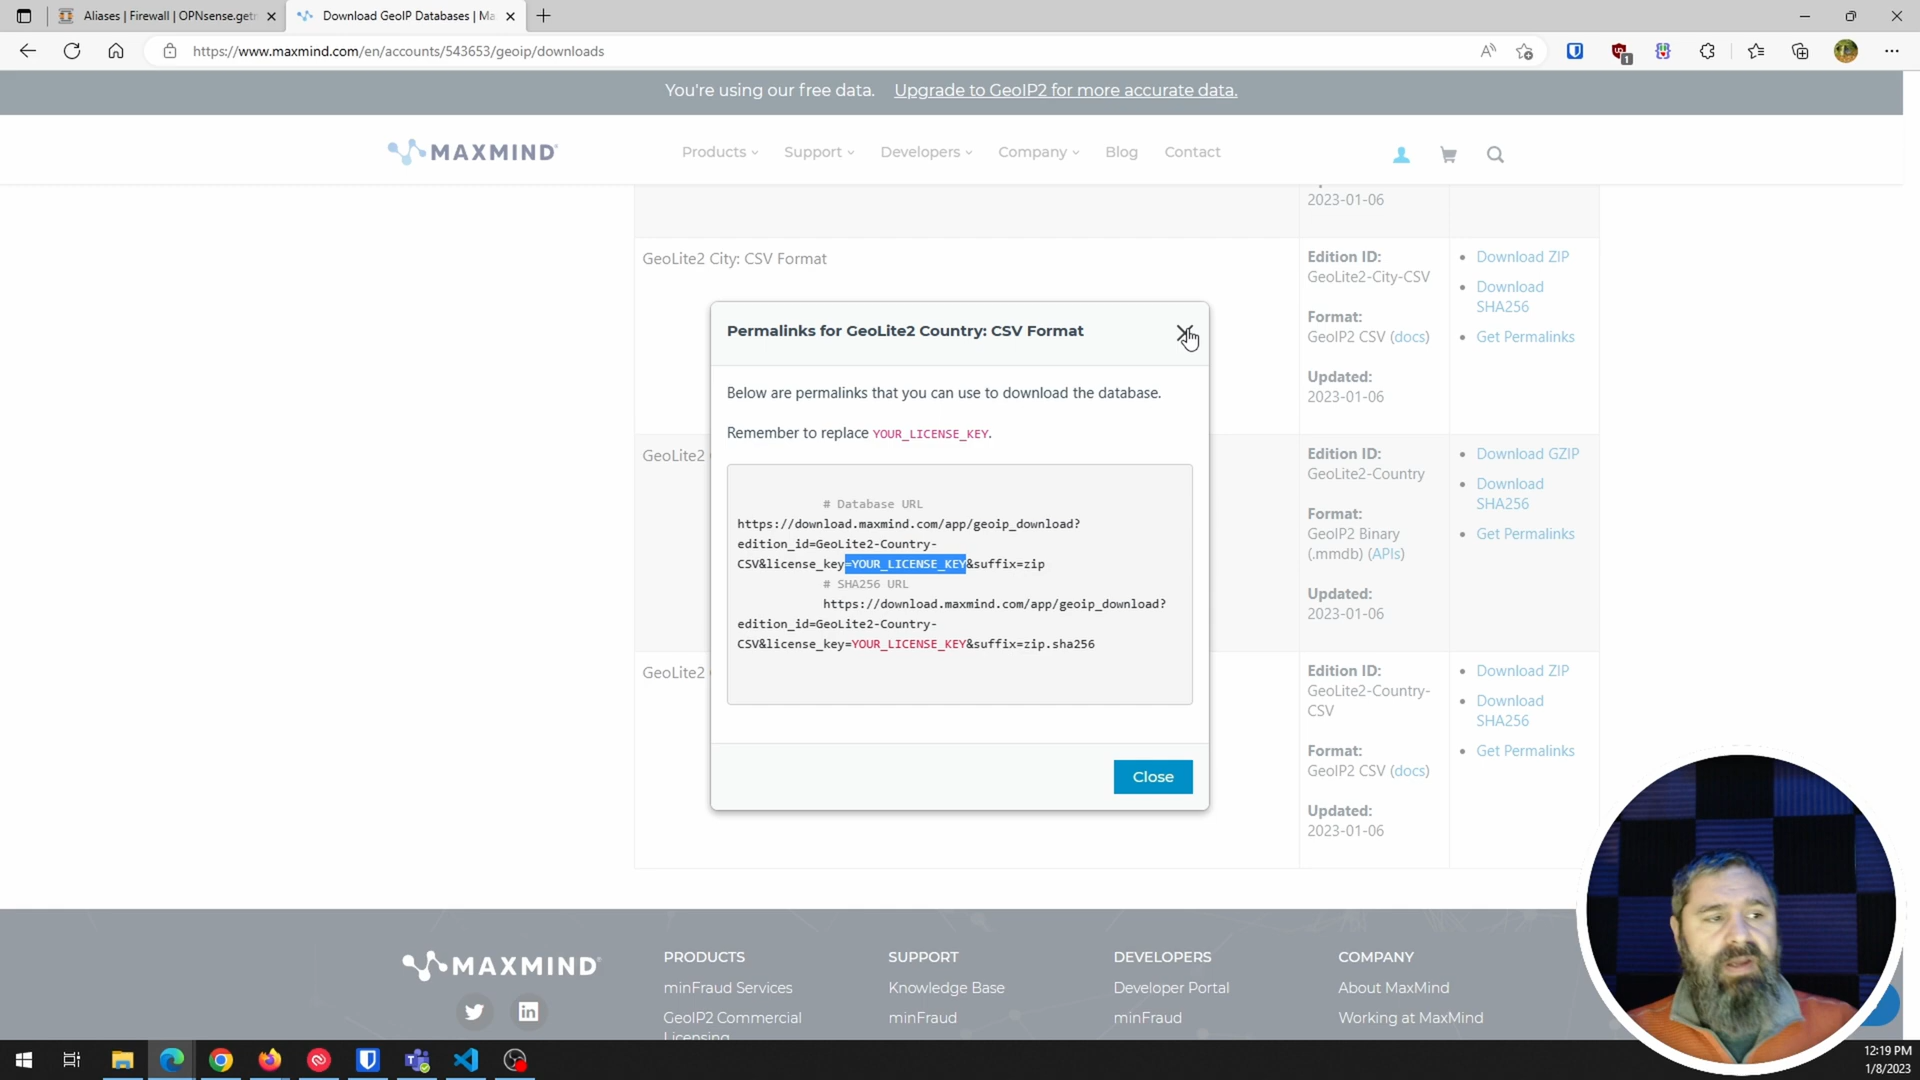 Aliases | Firewall | OPNsense.getr
Download GeoIP Databases | Ma
https://www.maxmind.com/en/accounts/543653/geoip/downloads
1
You're using our free data. Upgrade to GeoIP2 for more accurate data.
MAXMIND
Products
Support
Developers
Company
Blog
Contact
2023-01-06
GeoLite2 City: CSV Format
Edition ID:
GeoLite2-City-CSV
Format:
GeoIP2 CSV (docs)
Updated:
2023-01-06
Download ZIP
Download
SHA256
Get Permalinks
GeoLite2
Edition ID:
GeoLite2-Country
Format:
GeoIP2 Binary
(.mmdb) (APIs)
Updated:
2023-01-06
Download GZIP
Download
SHA256
Get Permalinks
GeoLite2
Edition ID:
GeoLite2-Country-
CSV
Format:
GeoIP2 CSV (docs)
Updated:
2023-01-06
Download ZIP
Download
SHA256
Get Permalinks
Permalinks for GeoLite2 Country: CSV Format
Below are permalinks that you can use to download the database.
Remember to replace YOUR_LICENSE_KEY.
# Database URL
https://download.maxmind.com/app/geoip_download?
edition_id=GeoLite2-Country-
CSV&license_key=YOUR_LICENSE_KEY&suffix=zip
# SHA256 URL
https://download.maxmind.com/app/geoip_download?
edition_id=GeoLite2-Country-
CSV&license_key=YOUR_LICENSE_KEY&suffix=zip.sha256
Close
MAXMIND
PRODUCTS
minFraud Services
GeoIP2 Commercial
Licensing
SUPPORT
Knowledge Base
minFraud
DEVELOPERS
Developer Portal
minFraud
COMPANY
About MaxMind
Working at MaxMind
12:19 PM
1/8/2023